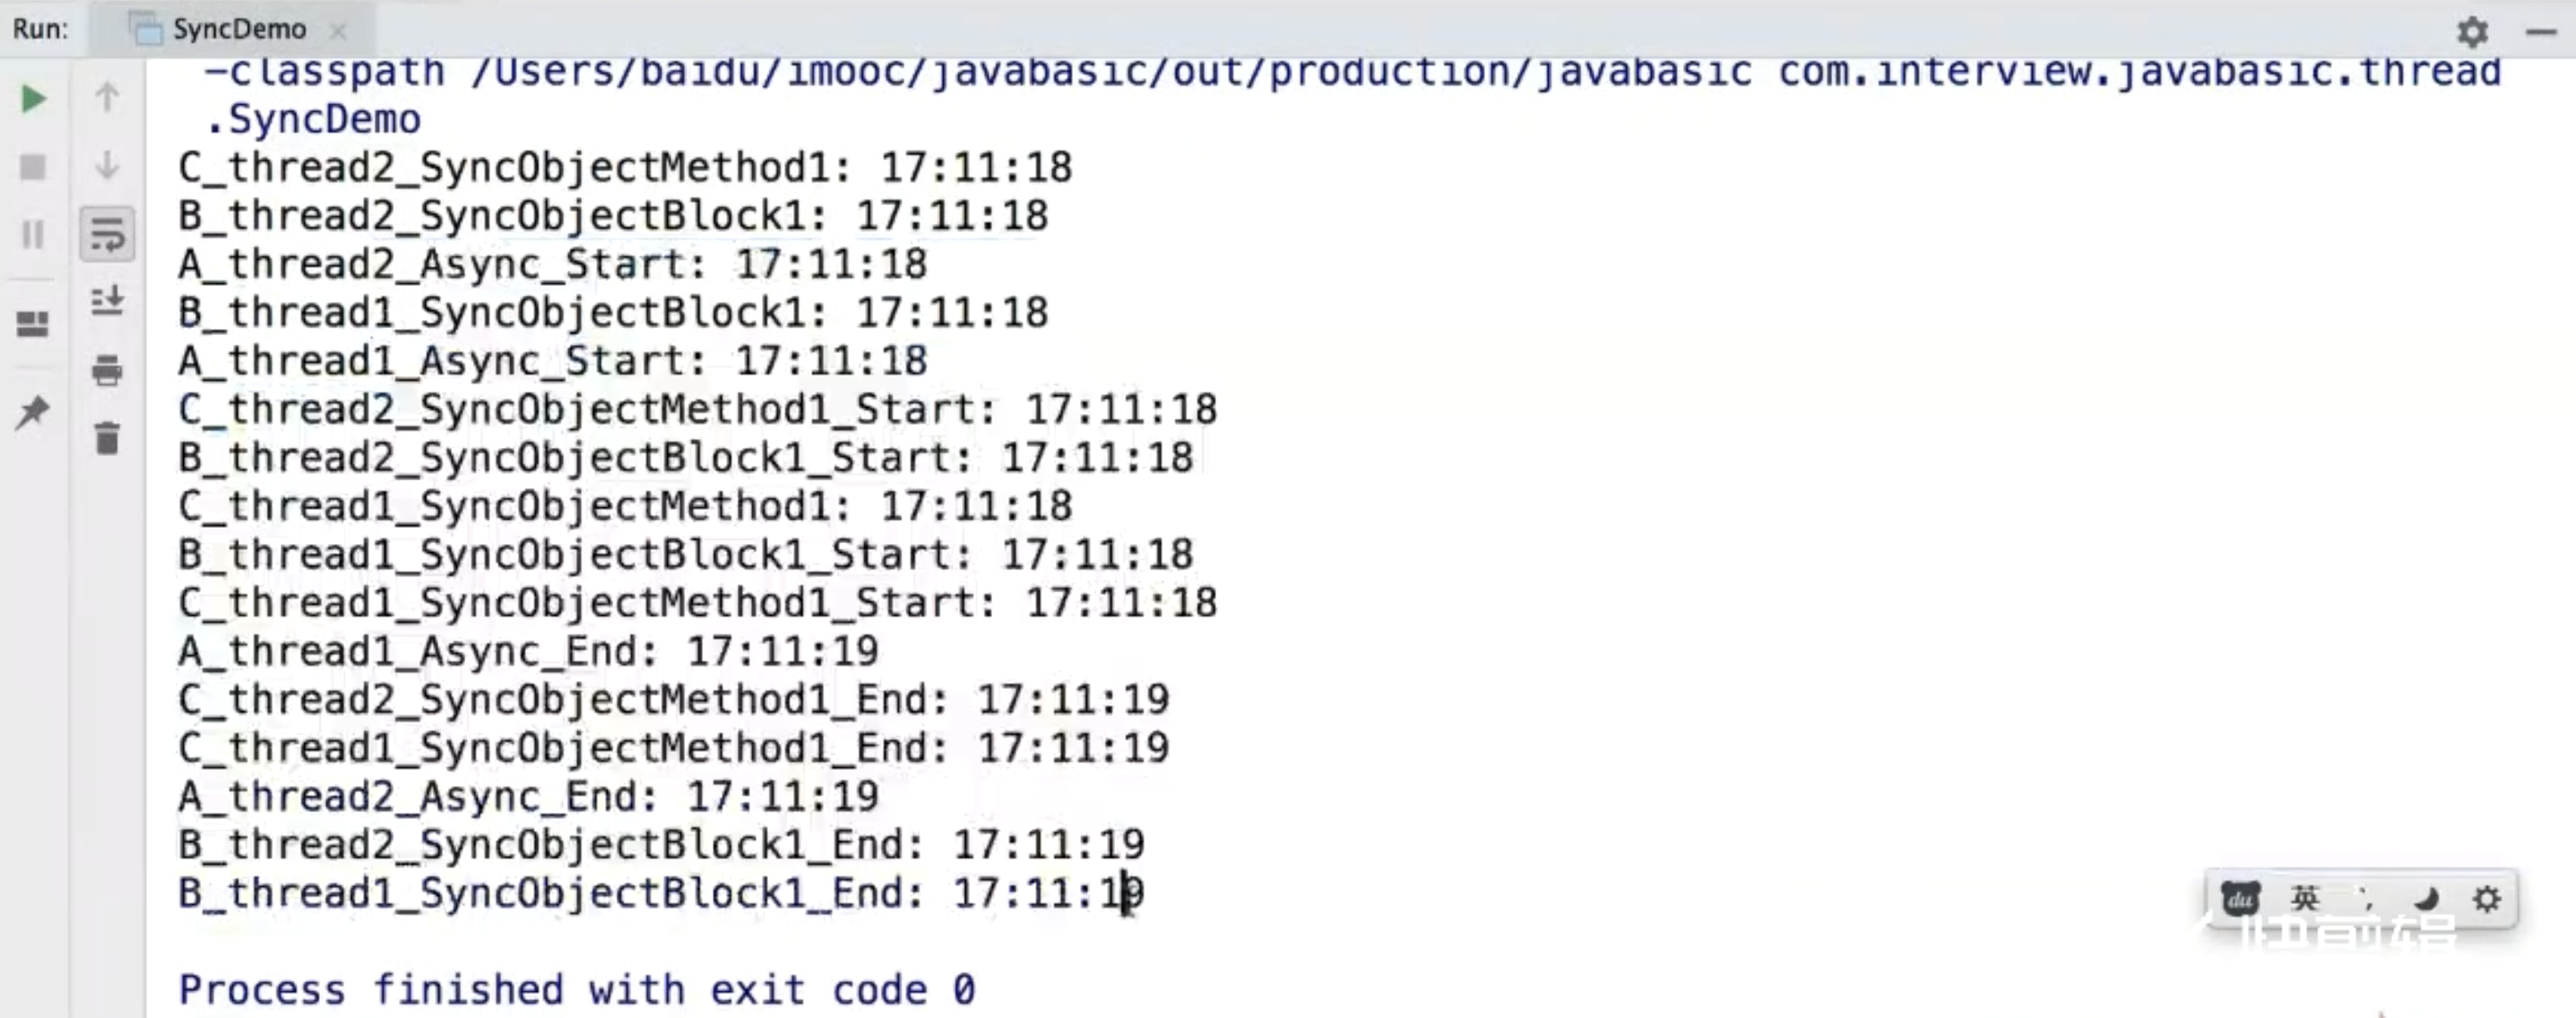 Run: SyncDemo
-classpath /Users/baidu/imooc/javabasic/out/production/javabasic com.interview.javabasic.thread
.SyncDemo
C_thread2_SyncObjectMethod1: 17:11:18
B_thread2_SyncObjectBlock1: 17:11:18
A_thread2_Async_Start: 17:11:18
B_thread1_SyncObjectBlock1: 17:11:18
A_thread1_Async_Start: 17:11:18
C_thread2_SyncObjectMethod1_Start: 17:11:18
B_thread2_SyncObjectBlock1_Start: 17:11:18
C_thread1_SyncObjectMethod1: 17:11:18
B_thread1_SyncObjectBlock1_Start: 17:11:18
C_thread1_SyncObjectMethod1_Start: 17:11:18
A_thread1_Async_End: 17:11:19
C_thread2_SyncObjectMethod1_End: 17:11:19
C_thread1_SyncObjectMethod1_End: 17:11:19
A_thread2_Async_End: 17:11:19
B_thread2_SyncObjectBlock1_End: 17:11:19
B_thread1_SyncObjectBlock1_End: 17:11:19
du 英
快剪辑
Process finished with exit code 0